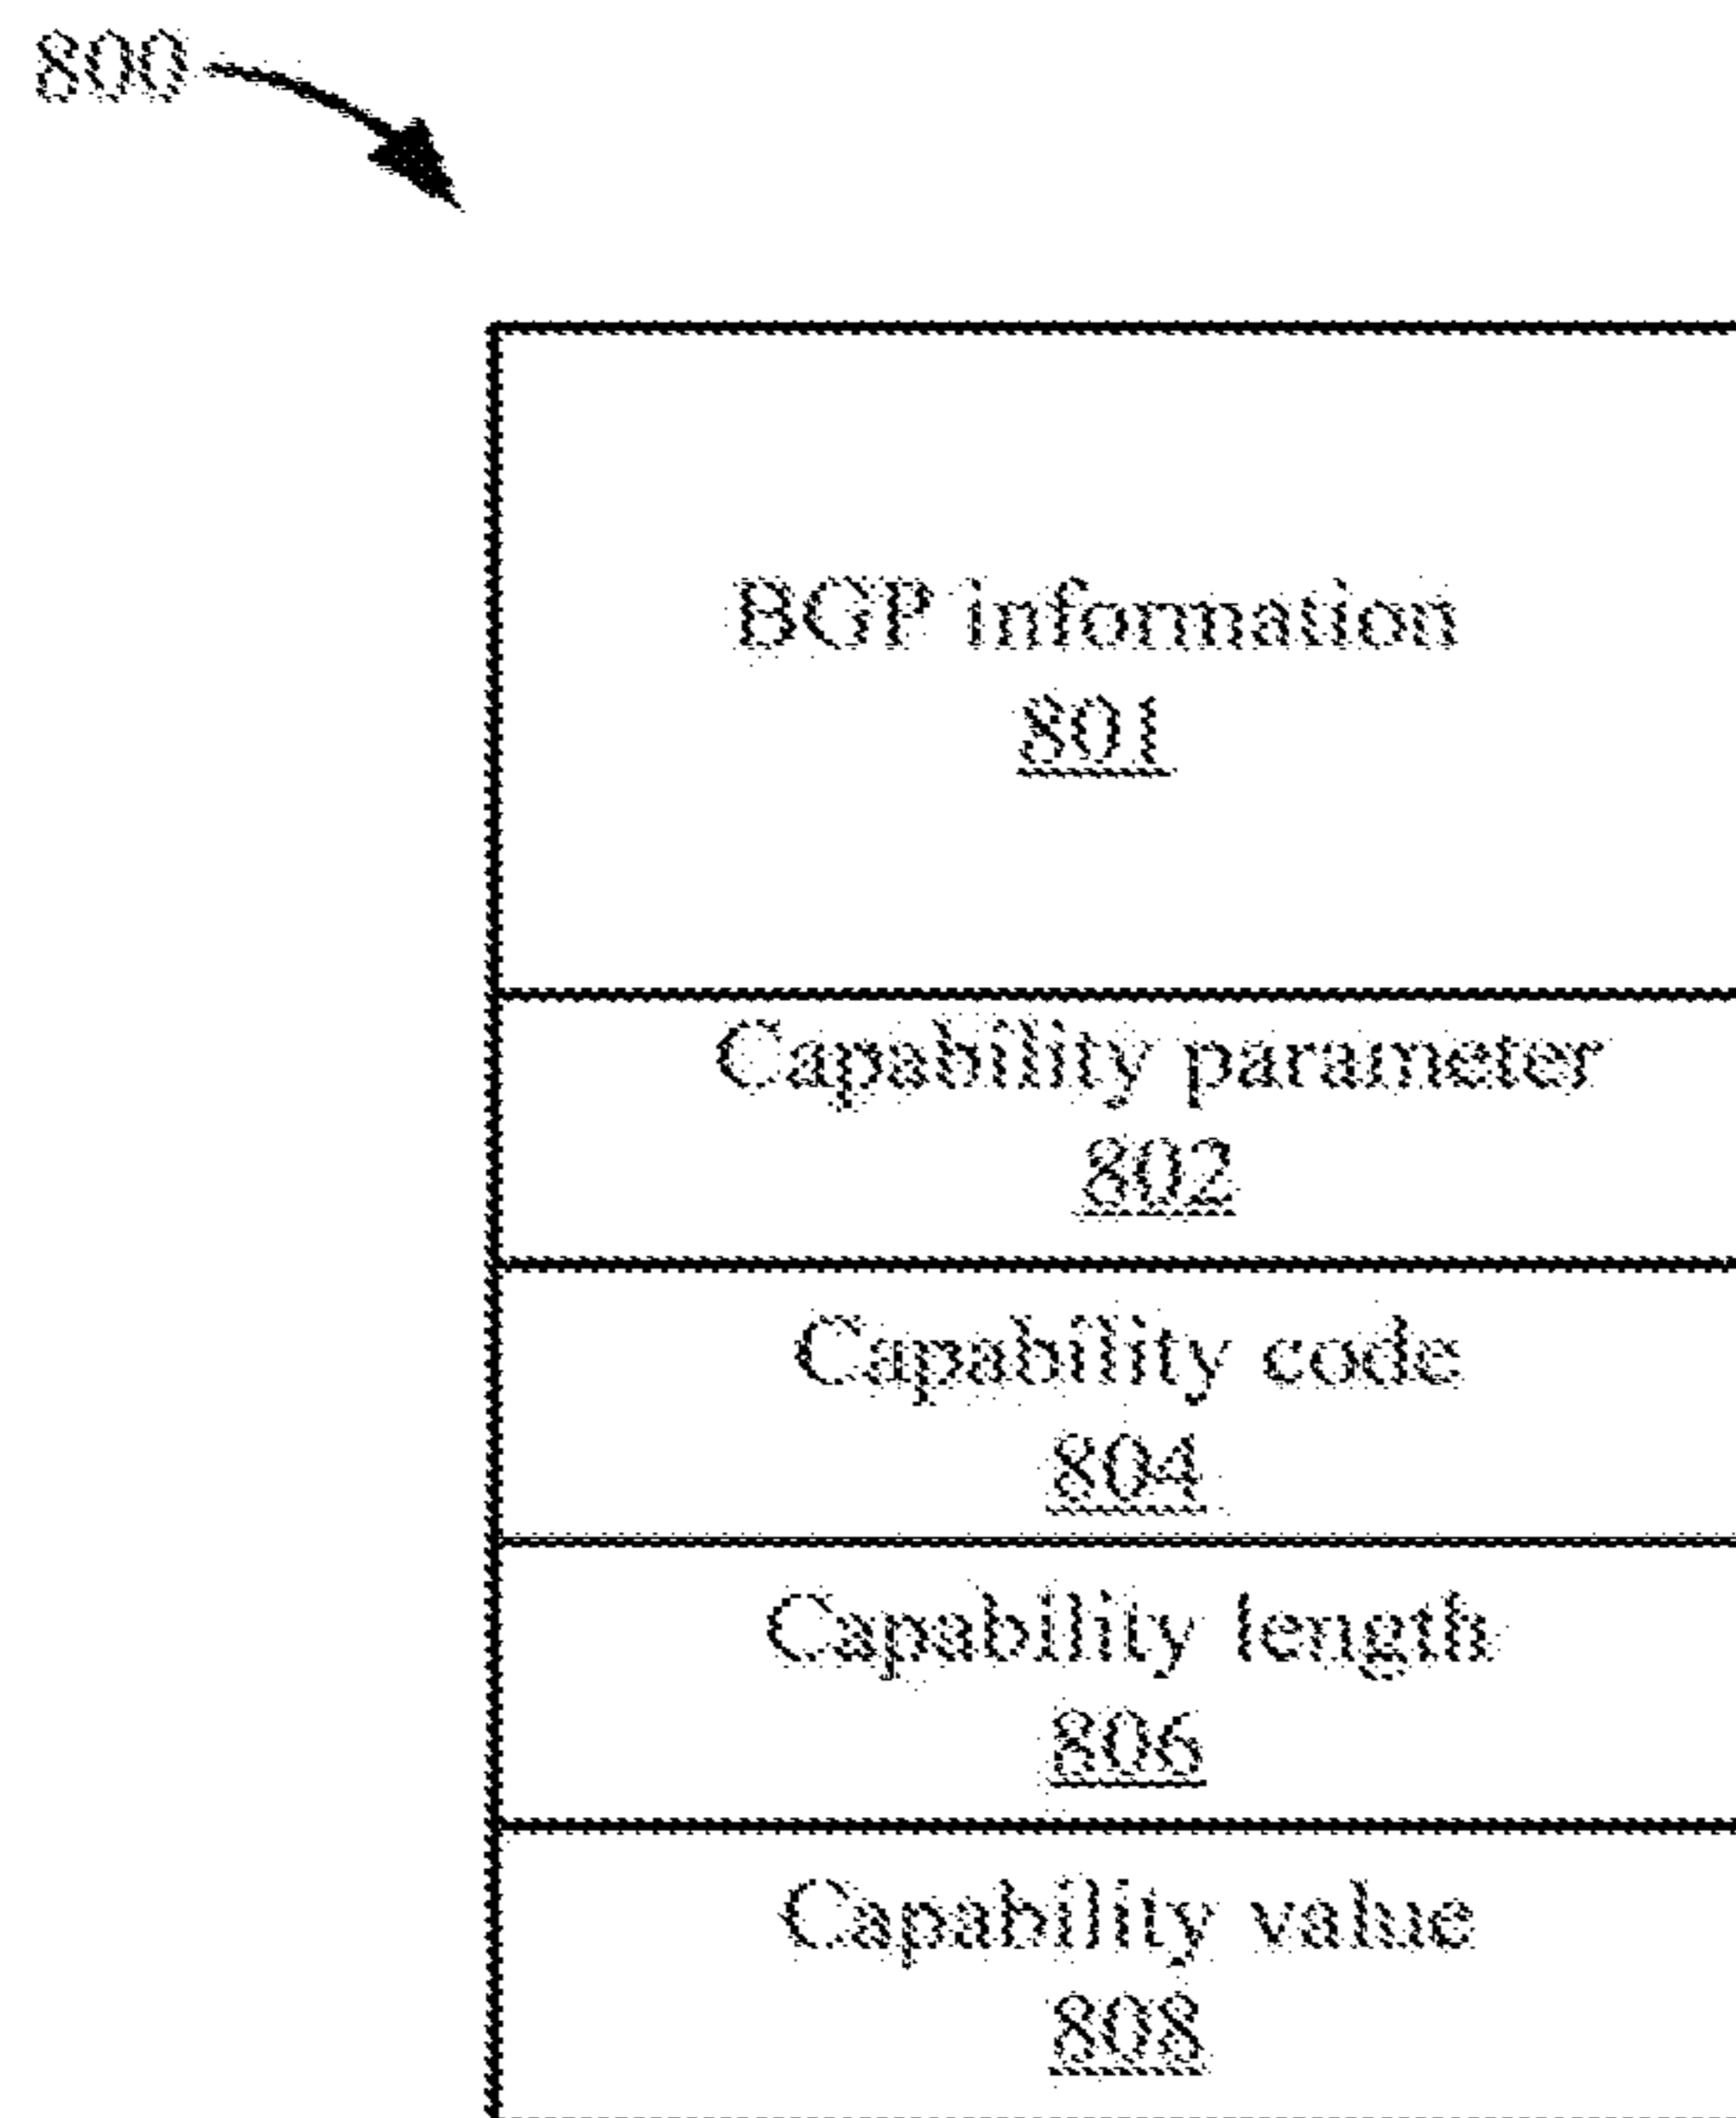 800
BGP information
801
Capability parameter
802
Capability code
804
Capability length
806
Capability value
808